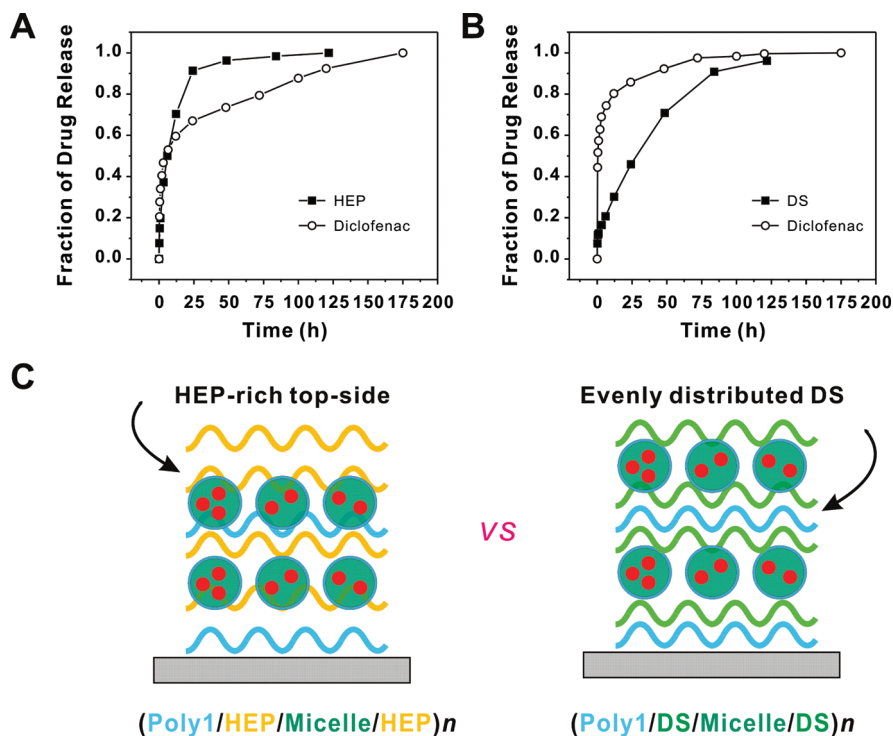 A
Fraction of Drug Release
1.0
0.8
0.6
0.4
0.2
0.0
HEP
Diclofenac
0 25 50 75 100 125 150 175 200
Time (h)
B
Fraction of Drug Release
1.0
0.8
0.6
0.4
0.2
0.0
DS
Diclofenac
0 25 50 75 100 125 150 175 200
Time (h)
C
HEP-rich top-side
vs
Evenly distributed DS
(Poly1/HEP/Micelle/HEP)n
(Poly1/DS/Micelle/DS)n